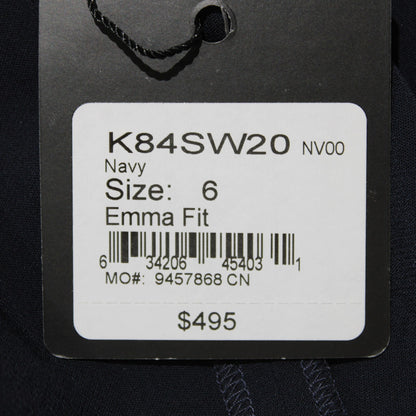 K84SW20 NV00
Navy
Size: 6
Emma Fit
6 34206 45403 1
MO#: 9457868 CN
$495